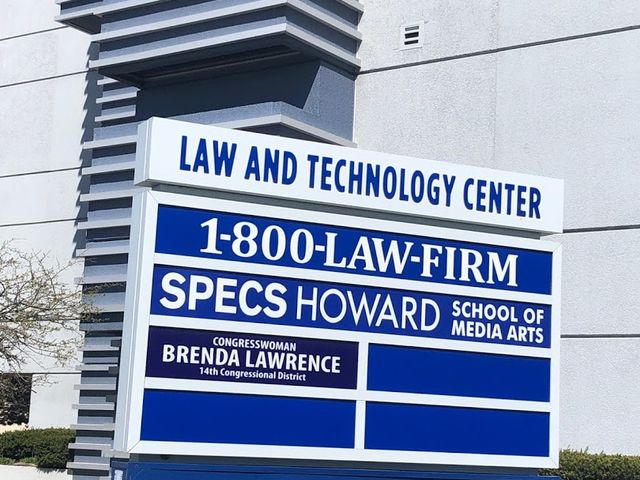 LAW AND TECHNOLOGY CENTER
1-800-LAW-FIRM
SPECS HOWARD SCHOOL OF
MEDIA ARTS
CONGRESSWOMAN
BRENDA LAWRENCE
14th Congressional District